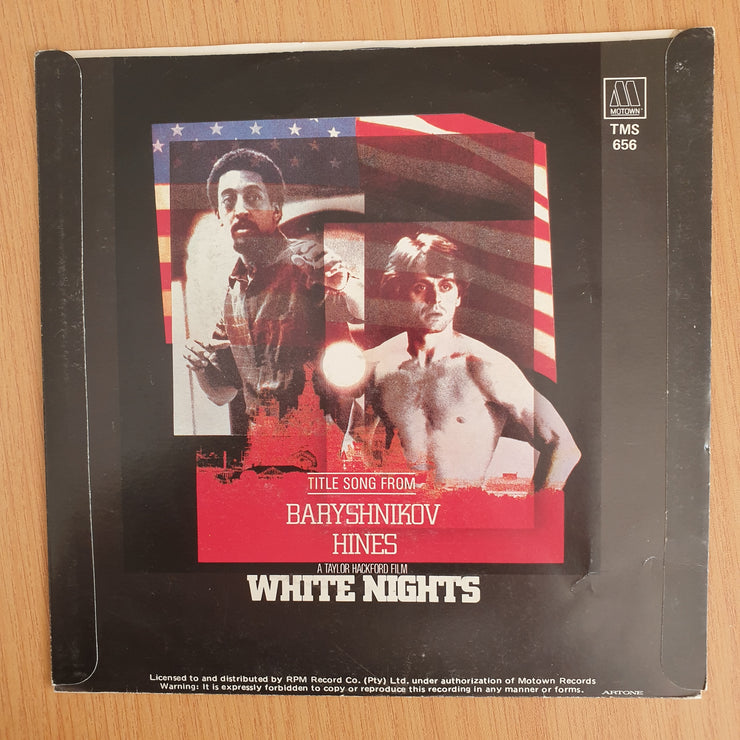 MOTOWN
TMS
656
TITLE SONG FROM
BARYSHNIKOV
HINES
A TAYLOR HACKFORD FILM
WHITE NIGHTS
Licensed to and distributed by RPM Record Co. (Pty) Ltd, under authorization of Motown Records
Warning: It is expressly forbidden to copy or reproduce this recording in any manner or forms.
ARTONE